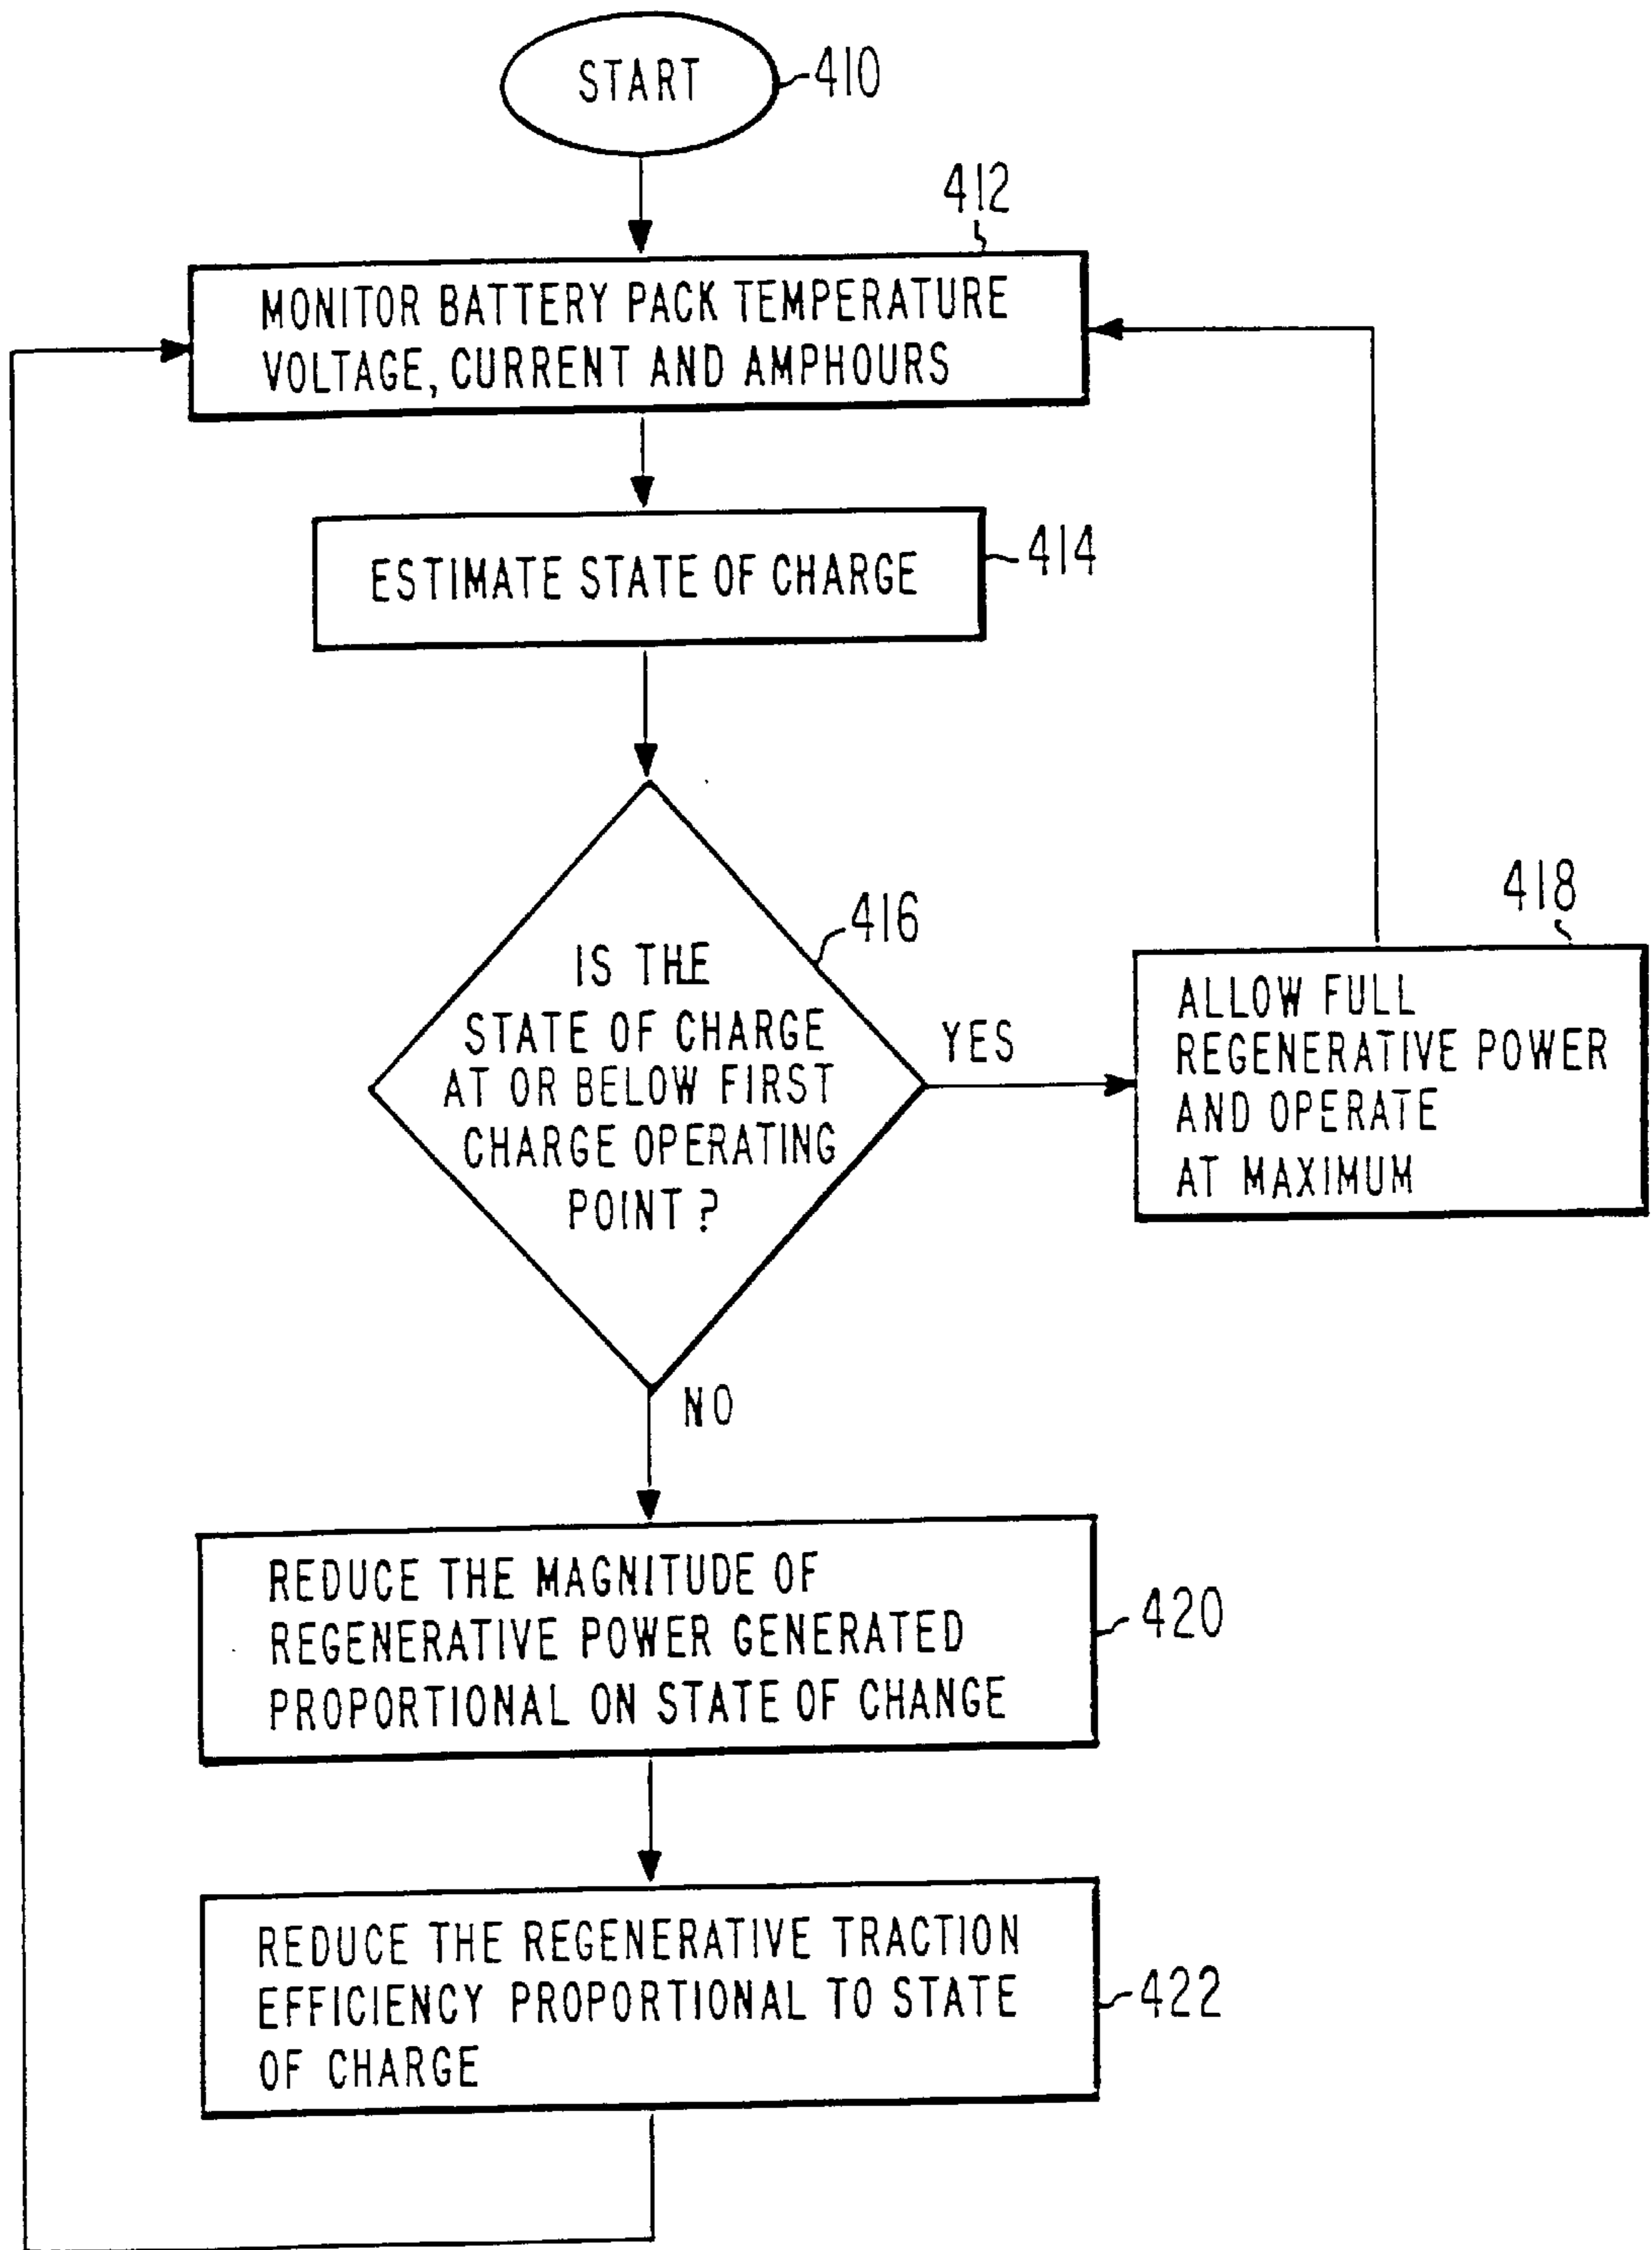 START
410
412
MONITOR BATTERY PACK TEMPERATURE
VOLTAGE, CURRENT AND AMPHOURS
ESTIMATE STATE OF CHARGE
414
416
IS THE
STATE OF CHARGE
AT OR BELOW FIRST
CHARGE OPERATING
POINT?
YES
418
ALLOW FULL
REGENERATIVE POWER
AND OPERATE
AT MAXIMUM
NO
REDUCE THE MAGNITUDE OF
REGENERATIVE POWER GENERATED
PROPORTIONAL ON STATE OF CHANGE
420
REDUCE THE REGENERATIVE TRACTION
EFFICIENCY PROPORTIONAL TO STATE
OF CHARGE
422